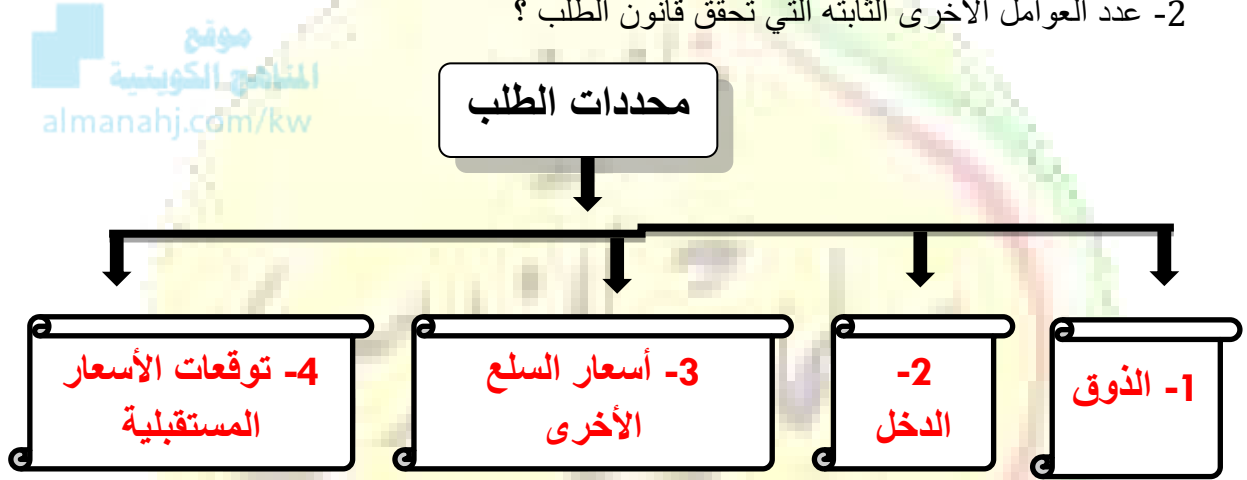 2- عدد العوامل الأخرى الثابته التي تحقق قانون الطلب ؟
موقع
المناهج الكويتية
almanahj.com/kw
محددات الطلب
1- الذوق
2-
الدخل
3- أسعار السلع
الأخرى
4- توقعات الأسعار
المستقبلية